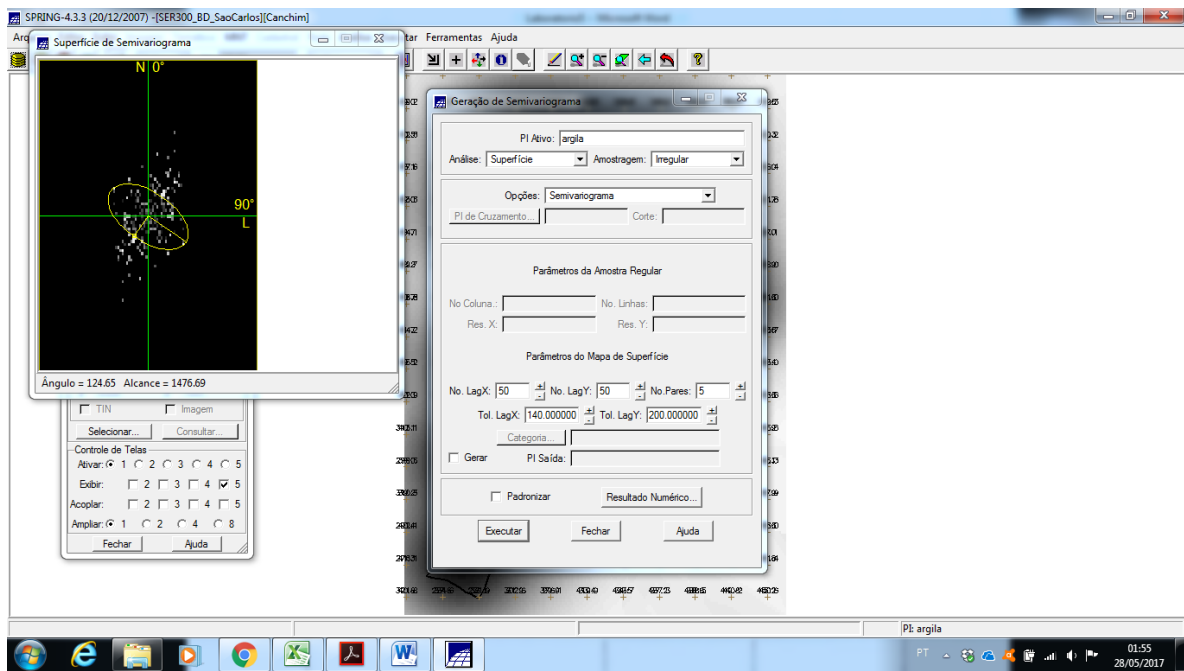 SPRING-4.3.3 (20/12/2007) -[SER300_BD_SaoCarlos][Canchim]
Ferramentas Ajuda
Superfície de Semivariograma
N 0°
90°
L
Ângulo = 124.65 Alcance = 1476.69
TIN Imagem
Selecionar... Consultar...
Controle de Telas
Ativar: 1 2 3 4 5
Exibir: 2 3 4 5
Acoplar: 2 3 4 5
Ampliar: 1 2 4 8
Fechar Ajuda
Geração de Semivariograma
PI Ativo: argila
Análise: Superfície Amostragem: Irregular
Opções: Semivariograma
PI de Cruzamento... Corte:
Parâmetros da Amostra Regular
No Coluna.: No. Linhas:
Res. X: Res. Y:
Parâmetros do Mapa de Superfície
No. LagX: 50 No. LagY: 50 No.Pares: 5
Tol. LagX: 140.000000 Tol. LagY: 200.000000
Categoria...
Gerar PI Saída:
Padronizar Resultado Numérico...
Executar Fechar Ajuda
PI: argila
PT 01:55
28/05/2017